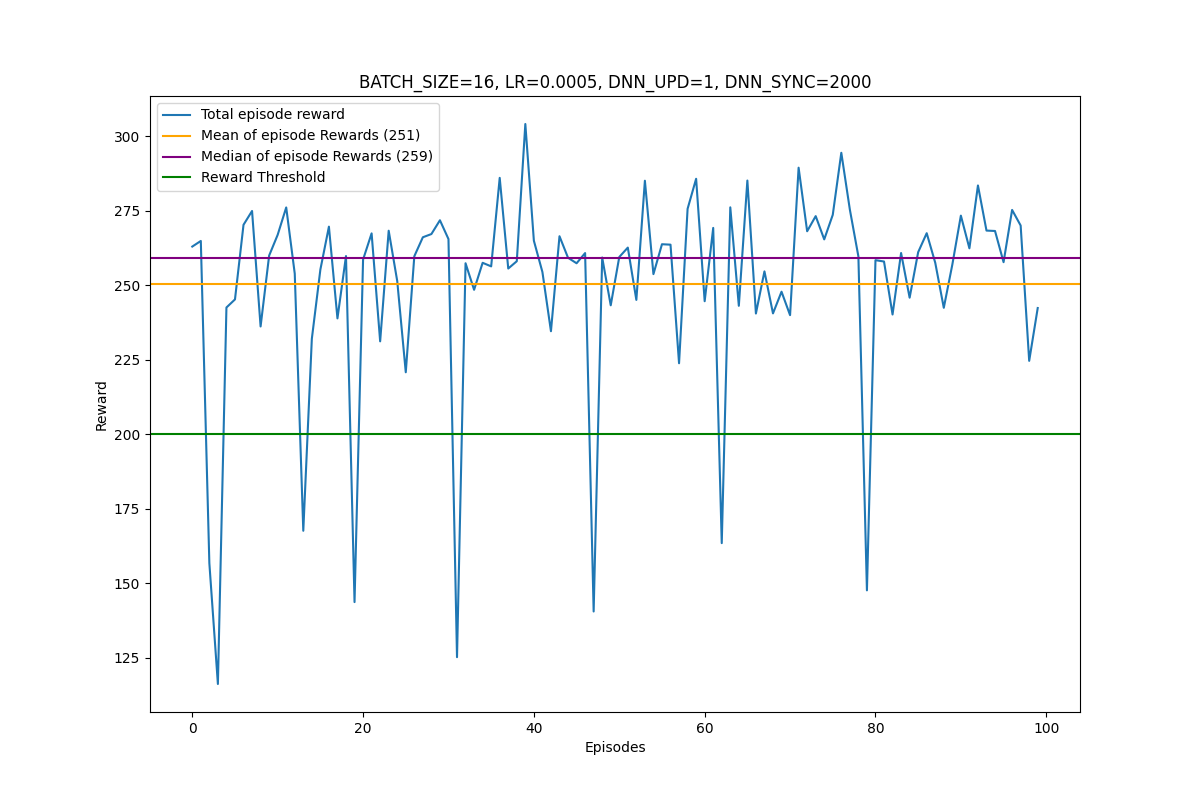 BATCH_SIZE=16, LR=0.0005, DNN_UPD=1, DNN_SYNC=2000
Total episode reward
Mean of episode Rewards (251)
Median of episode Rewards (259)
Reward Threshold
300
275
250
225
200
175
150
125
Reward
0 20 40 60 80 100
Episodes